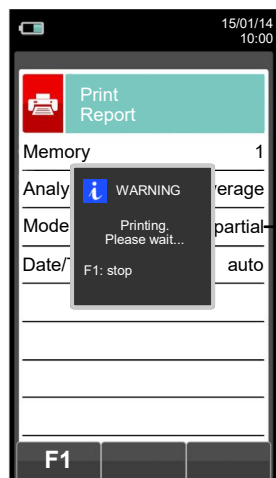 15/01/14
10:00
Print
Report
Memory 1
Analy verage
Mode partial
Date/ auto
WARNING
Printing.
Please wait...
F1: stop
F1